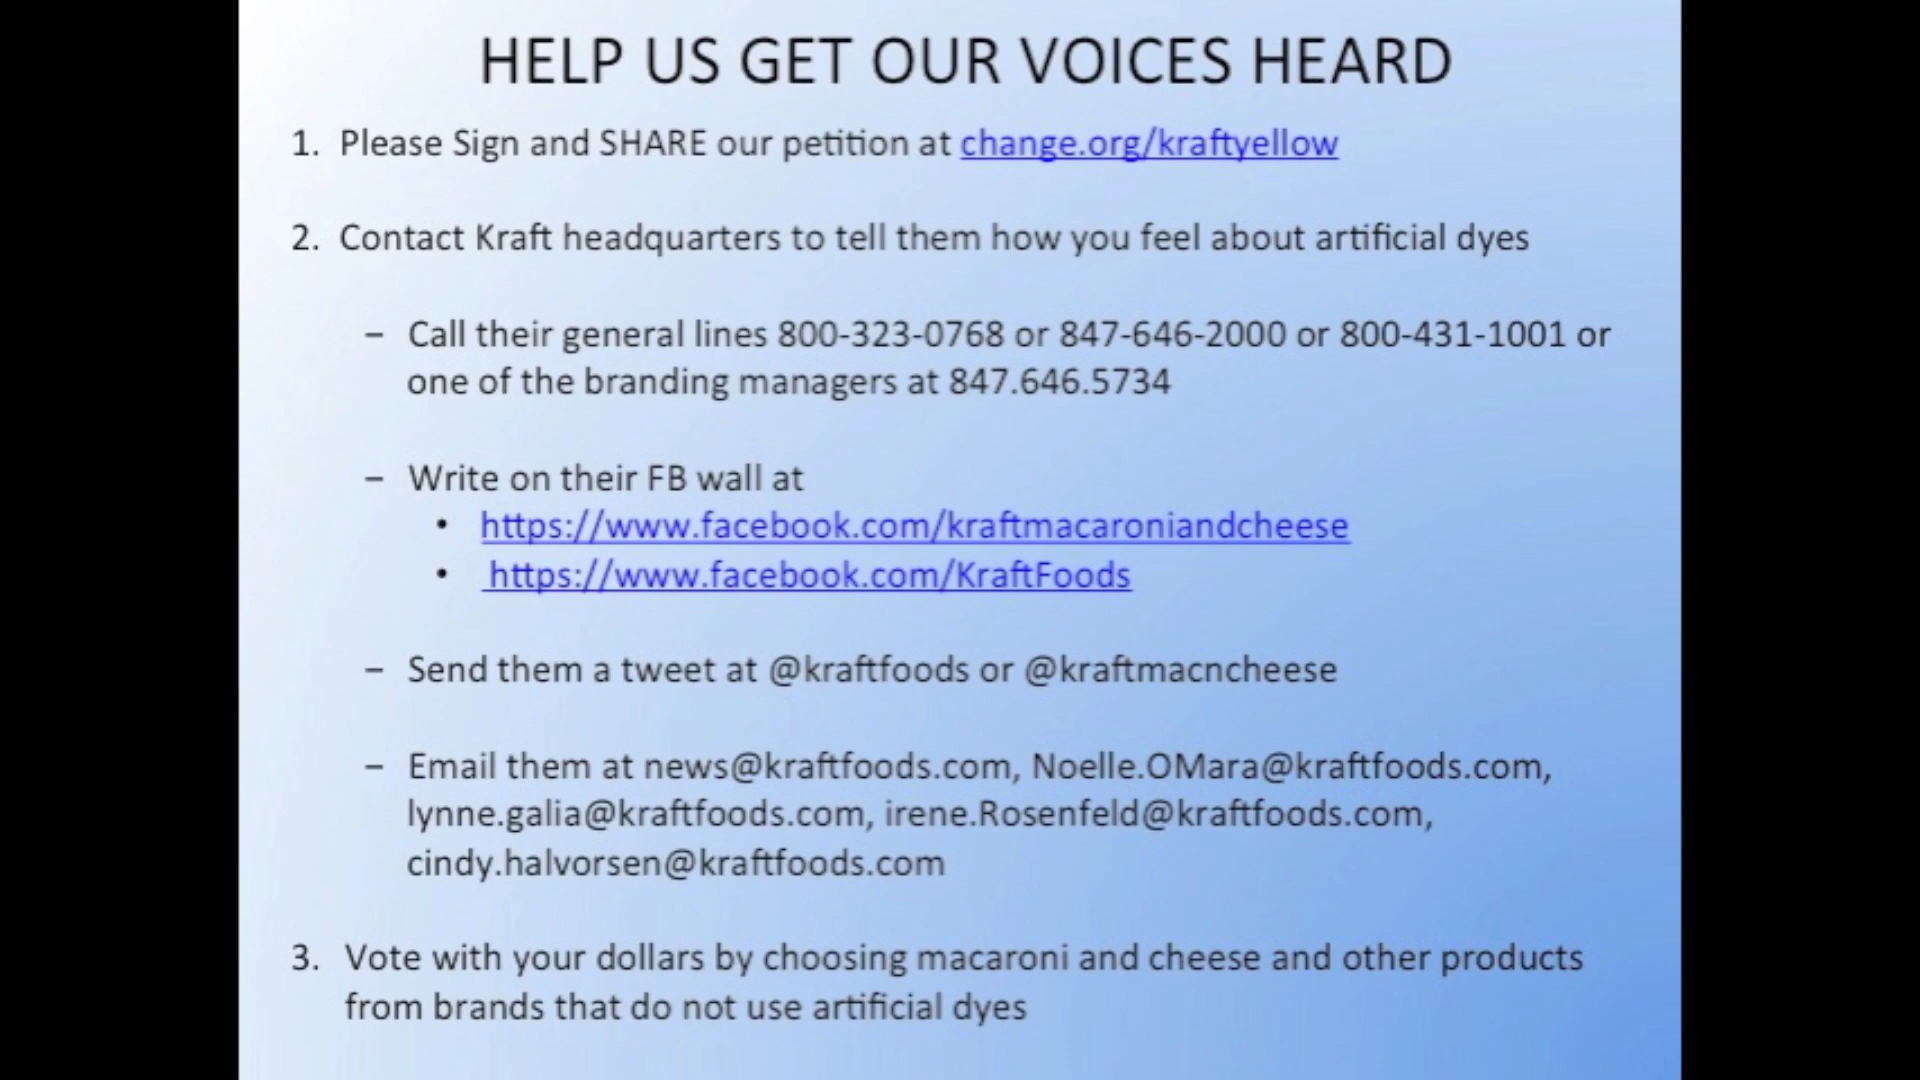 HELP US GET OUR VOICES HEARD
1. Please Sign and SHARE our petition at change.org/kraftyellow
2. Contact Kraft headquarters to tell them how you feel about artificial dyes
– Call their general lines 800-323-0768 or 847-646-2000 or 800-431-1001 or
one of the branding managers at 847.646.5734
– Write on their FB wall at
• https://www.facebook.com/kraftmacaroniandcheese
• https://www.facebook.com/KraftFoods
– Send them a tweet at @kraftfoods or @kraftmacncheese
– Email them at news@kraftfoods.com, Noelle.OMara@kraftfoods.com,
lynne.galia@kraftfoods.com, irene.Rosenfeld@kraftfoods.com,
cindy.halvorsen@kraftfoods.com
3. Vote with your dollars by choosing macaroni and cheese and other products
from brands that do not use artificial dyes